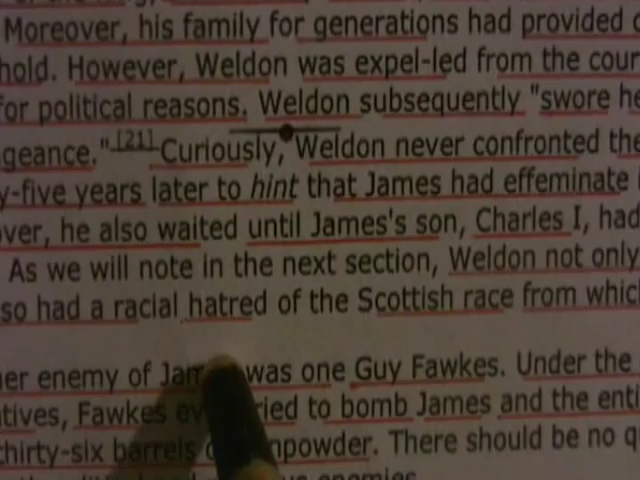 Moreover, his family for generations had provided
hold. However, Weldon was expel-led from the cour
for political reasons. Weldon subsequently "swore he
geance."[21] Curiously, Weldon never confronted the
y-five years later to hint that James had effeminate
over, he also waited until James's son, Charles I, had
As we will note in the next section, Weldon not only
so had a racial hatred of the Scottish race from whic
her enemy of Jam was one Guy Fawkes. Under the
atives, Fawkes ev ried to bomb James and the enti
thirty-six barrels npowder. There should be no q
enemies